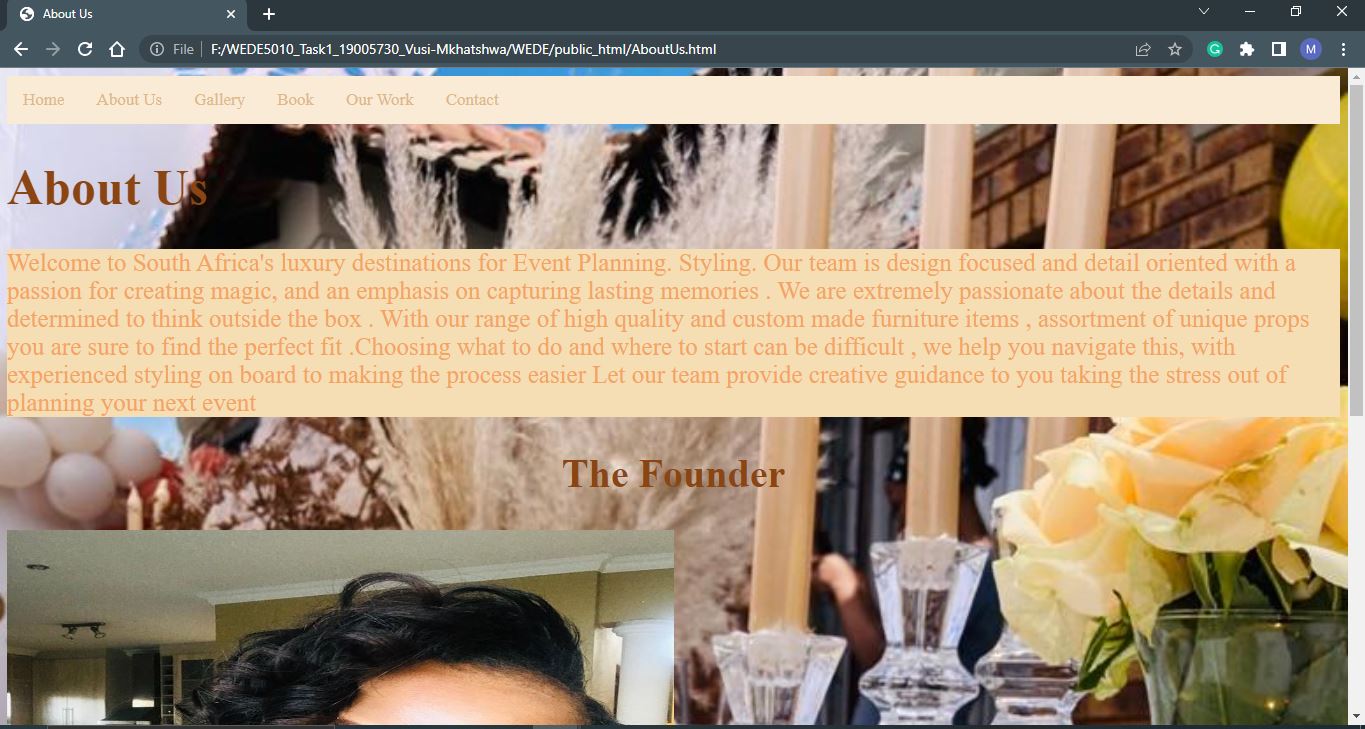 About Us
File
F:/WEDE5010_Task1_19005730_Vusi-Mkhatshwa/WEDE/public_html/AboutUs.html
G
M
Home About Us Gallery Book Our Work Contact
About Us
Welcome to South Africa's luxury destinations for Event Planning. Styling. Our team is design focused and detail oriented with a
passion for creating magic, and an emphasis on capturing lasting memories . We are extremely passionate about the details and
determined to think outside the box . With our range of high quality and custom made furniture items , assortment of unique props
you are sure to find the perfect fit .Choosing what to do and where to start can be difficult , we help you navigate this, with
experienced styling on board to making the process easier Let our team provide creative guidance to you taking the stress out of
planning your next event
The Founder